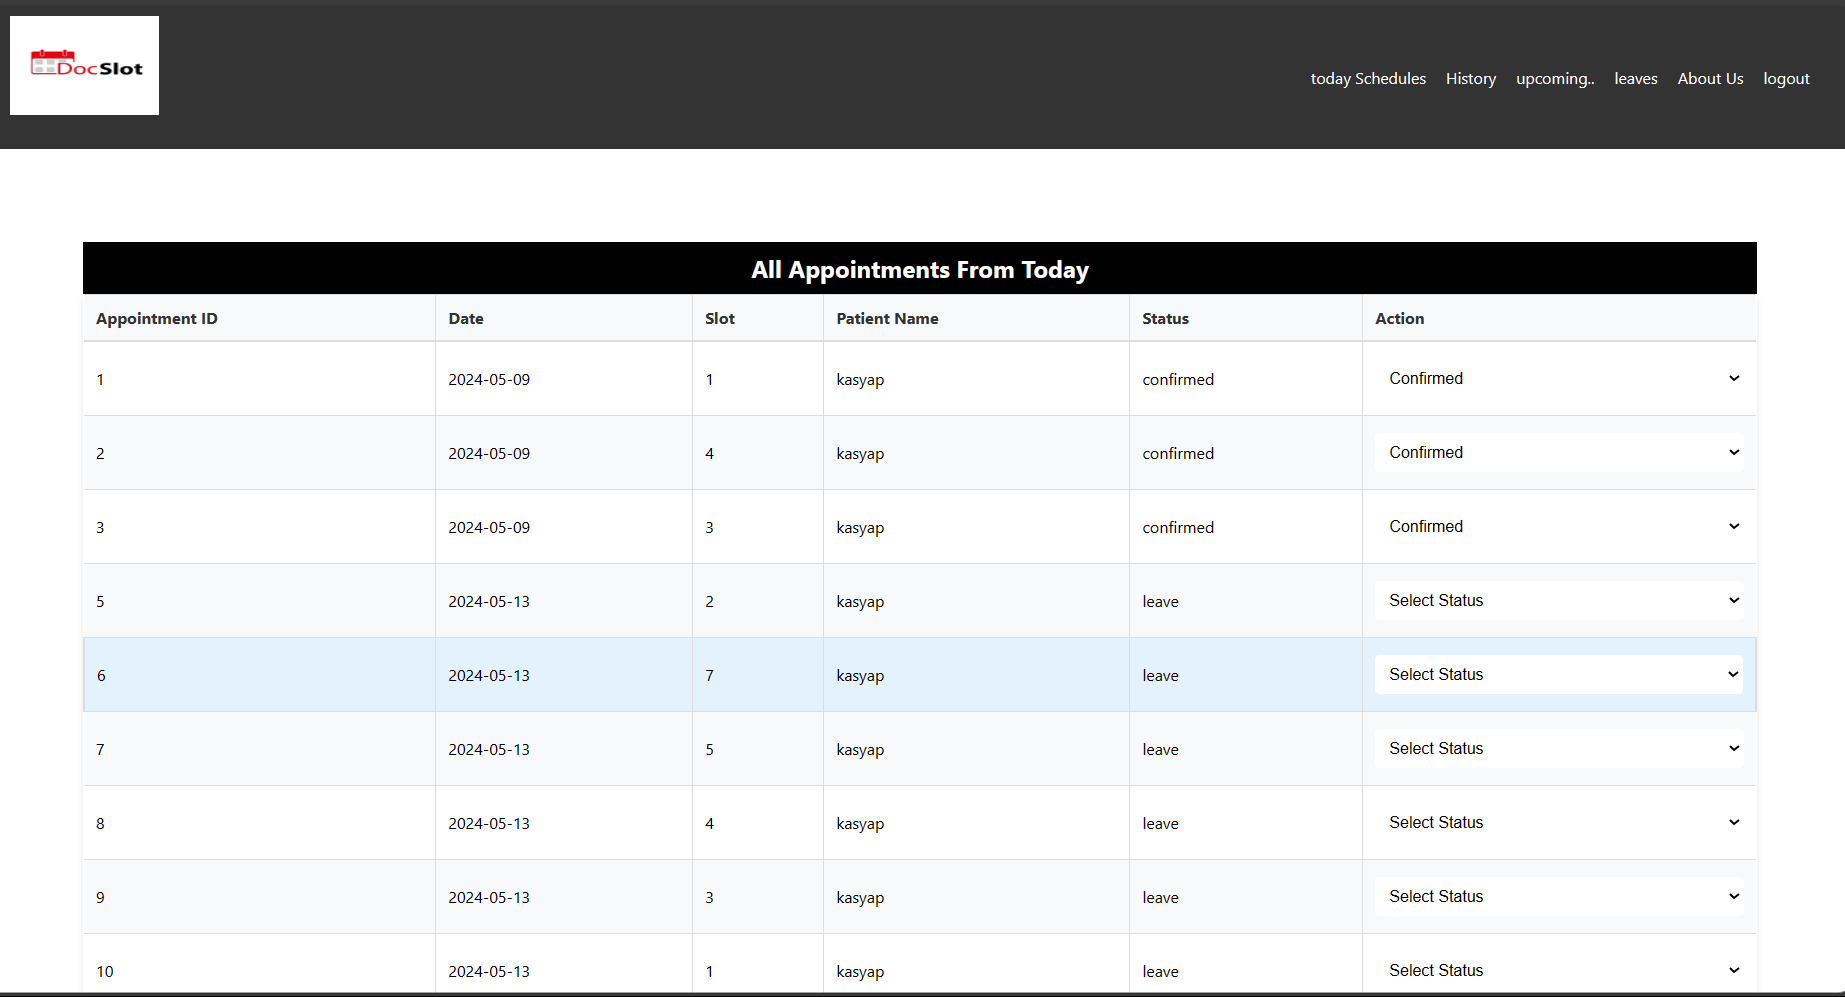 DocSlot
today Schedules History upcoming.. leaves About Us logout
All Appointments From Today
Appointment ID Date Slot Patient Name Status Action
1 2024-05-09 1 kasyap confirmed Confirmed
2 2024-05-09 4 kasyap confirmed Confirmed
3 2024-05-09 3 kasyap confirmed Confirmed
5 2024-05-13 2 kasyap leave Select Status
6 2024-05-13 7 kasyap leave Select Status
7 2024-05-13 5 kasyap leave Select Status
8 2024-05-13 4 kasyap leave Select Status
9 2024-05-13 3 kasyap leave Select Status
10 2024-05-13 1 kasyap leave Select Status